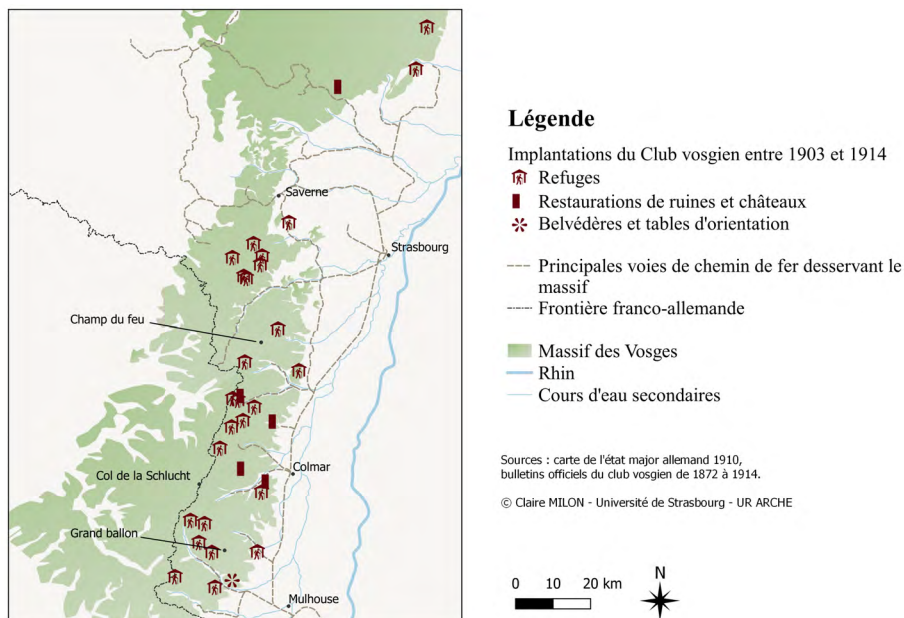 Saverne
Strasbourg
Champ du feu
Col de la Schlucht
Colmar
Grand ballon
Mulhouse
Légende
Implantations du Club vosgien entre 1903 et 1914
Refuges
Restaurations de ruines et châteaux
Belvédères et tables d'orientation
Principales voies de chemin de fer desservant le
massif
Frontière franco-allemande
Massif des Vosges
Rhin
Cours d'eau secondaires
Sources : carte de l'état major allemand 1910,
bulletins officiels du club vosgien de 1872 à 1914.
© Claire MILON - Université de Strasbourg - UR ARCHE
0 10 20 km
N